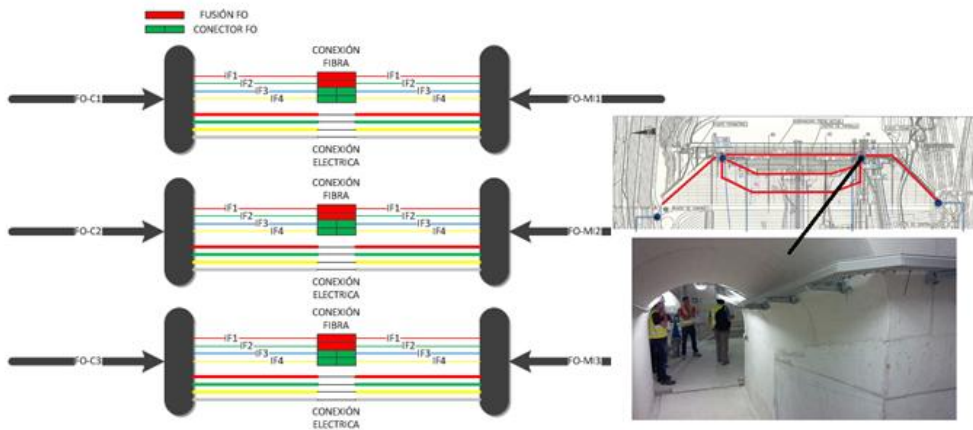 FUSIÓN FO
CONECTOR FO
CONEXIÓN
FIBRA
IF1
IF1
IF2
IF2
IF3
IF3
IF4
IF4
FO-C1
FO-MI1
CONEXIÓN
ELECTRICA
CONEXIÓN
FIBRA
IF1
IF1
IF2
IF2
IF3
IF3
IF4
IF4
FO-C2
FO-MI2
CONEXIÓN
ELECTRICA
CONEXIÓN
FIBRA
IF1
IF1
IF2
IF2
IF3
IF3
IF4
IF4
FO-C3
FO-MI3
CONEXIÓN
ELECTRICA